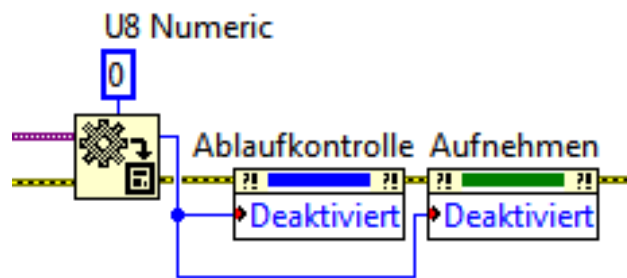 U8 Numeric
0
Ablaufkontrolle Aufnehmen
?! ?! ?! ?!
Deaktiviert Deaktiviert